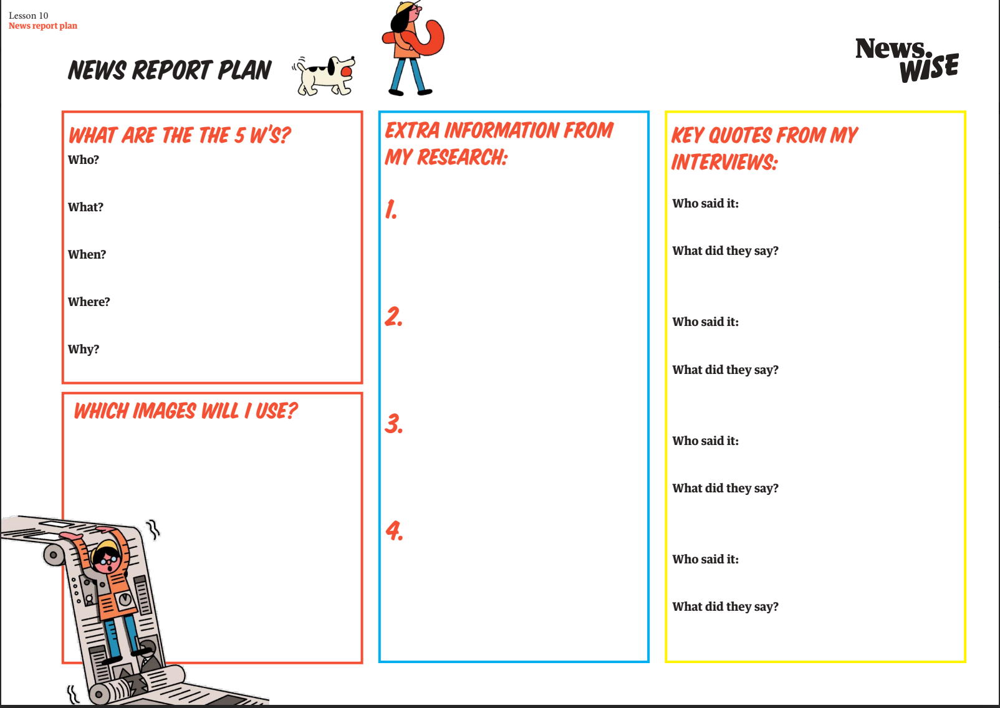 Lesson 10
News report plan
NEWS REPORT PLAN
News.
WISE
WHAT ARE THE THE 5 W'S?
Who?
What?
When?
Where?
Why?
WHICH IMAGES WILL I USE?
EXTRA INFORMATION FROM
MY RESEARCH:
1.
2.
3.
4.
KEY QUOTES FROM MY
INTERVIEWS:
Who said it:
What did they say?
Who said it:
What did they say?
Who said it:
What did they say?
Who said it:
What did they say?